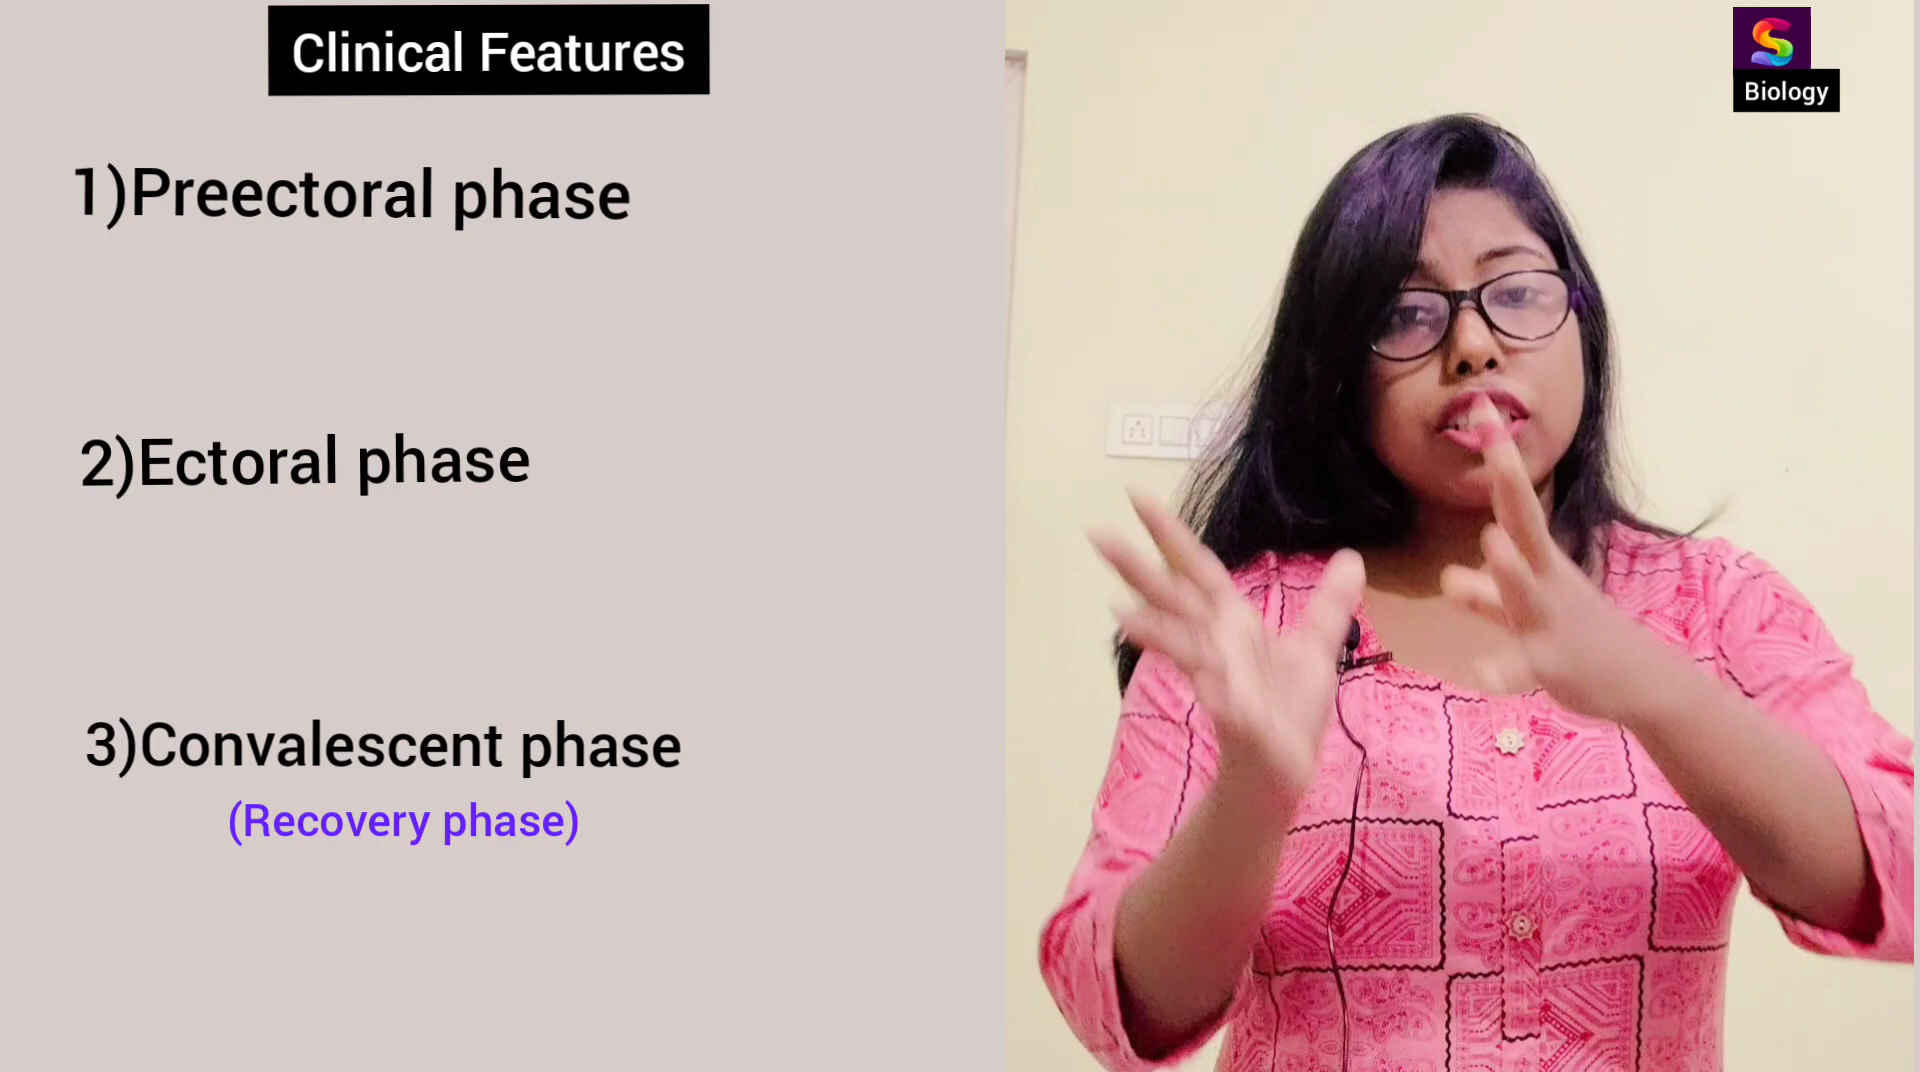 Clinical Features
Biology
1)Preectoral phase
2)Ectoral phase
3)Convalescent phase
(Recovery phase)